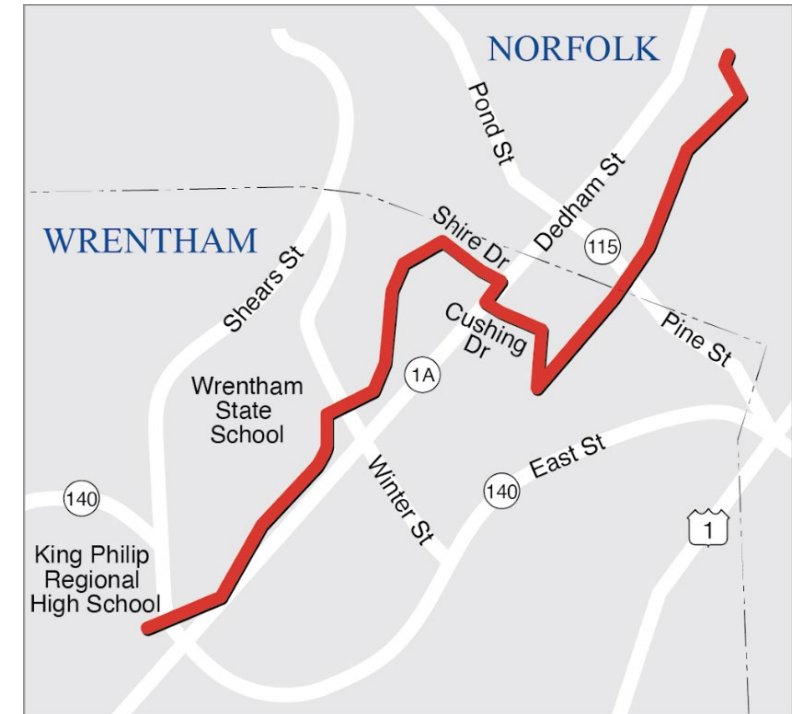 NORFOLK
Pond St
Dedham St
WRENTHAM
Shire Dr
115
Shears St
Cushing
Dr
Pine St
1A
Wrentham
State
School
Winter St
East St
140
140
1
King Philip
Regional
High School